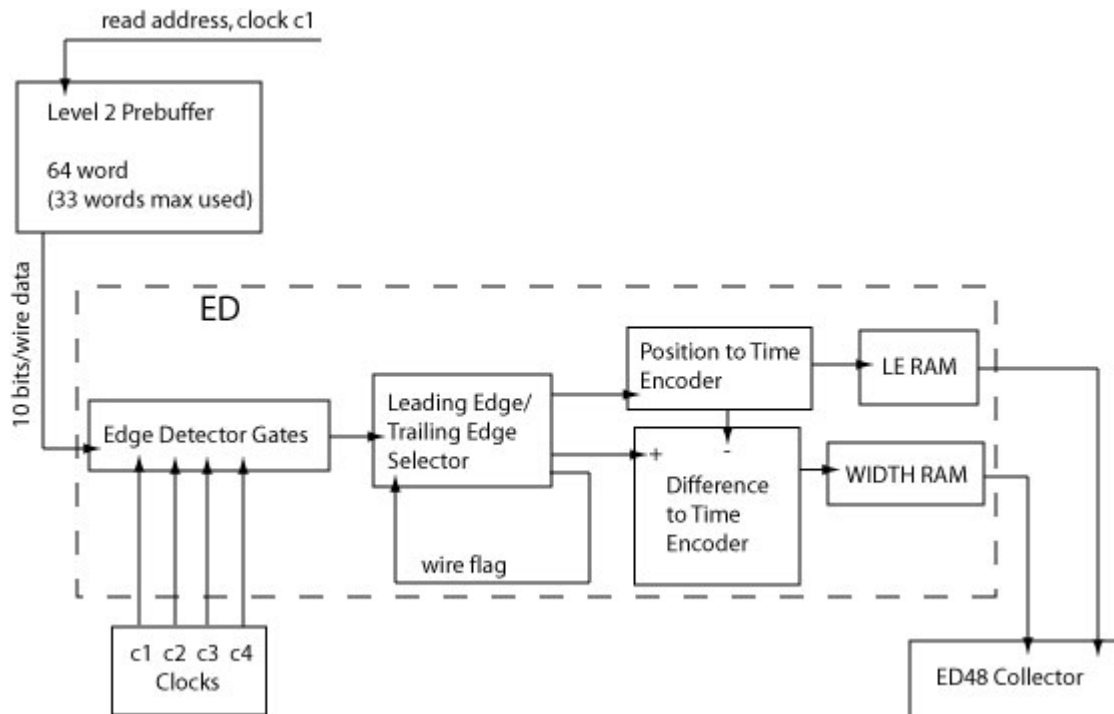 read address, clock c1
Level 2 Prebuffer
64 word
(33 words max used)
10 bits/wire data
ED
Edge Detector Gates
Leading Edge/
Trailing Edge
Selector
wire flag
Position to Time
Encoder
+ -
Difference
to Time
Encoder
LE RAM
WIDTH RAM
c1 c2 c3 c4
Clocks
ED48 Collector